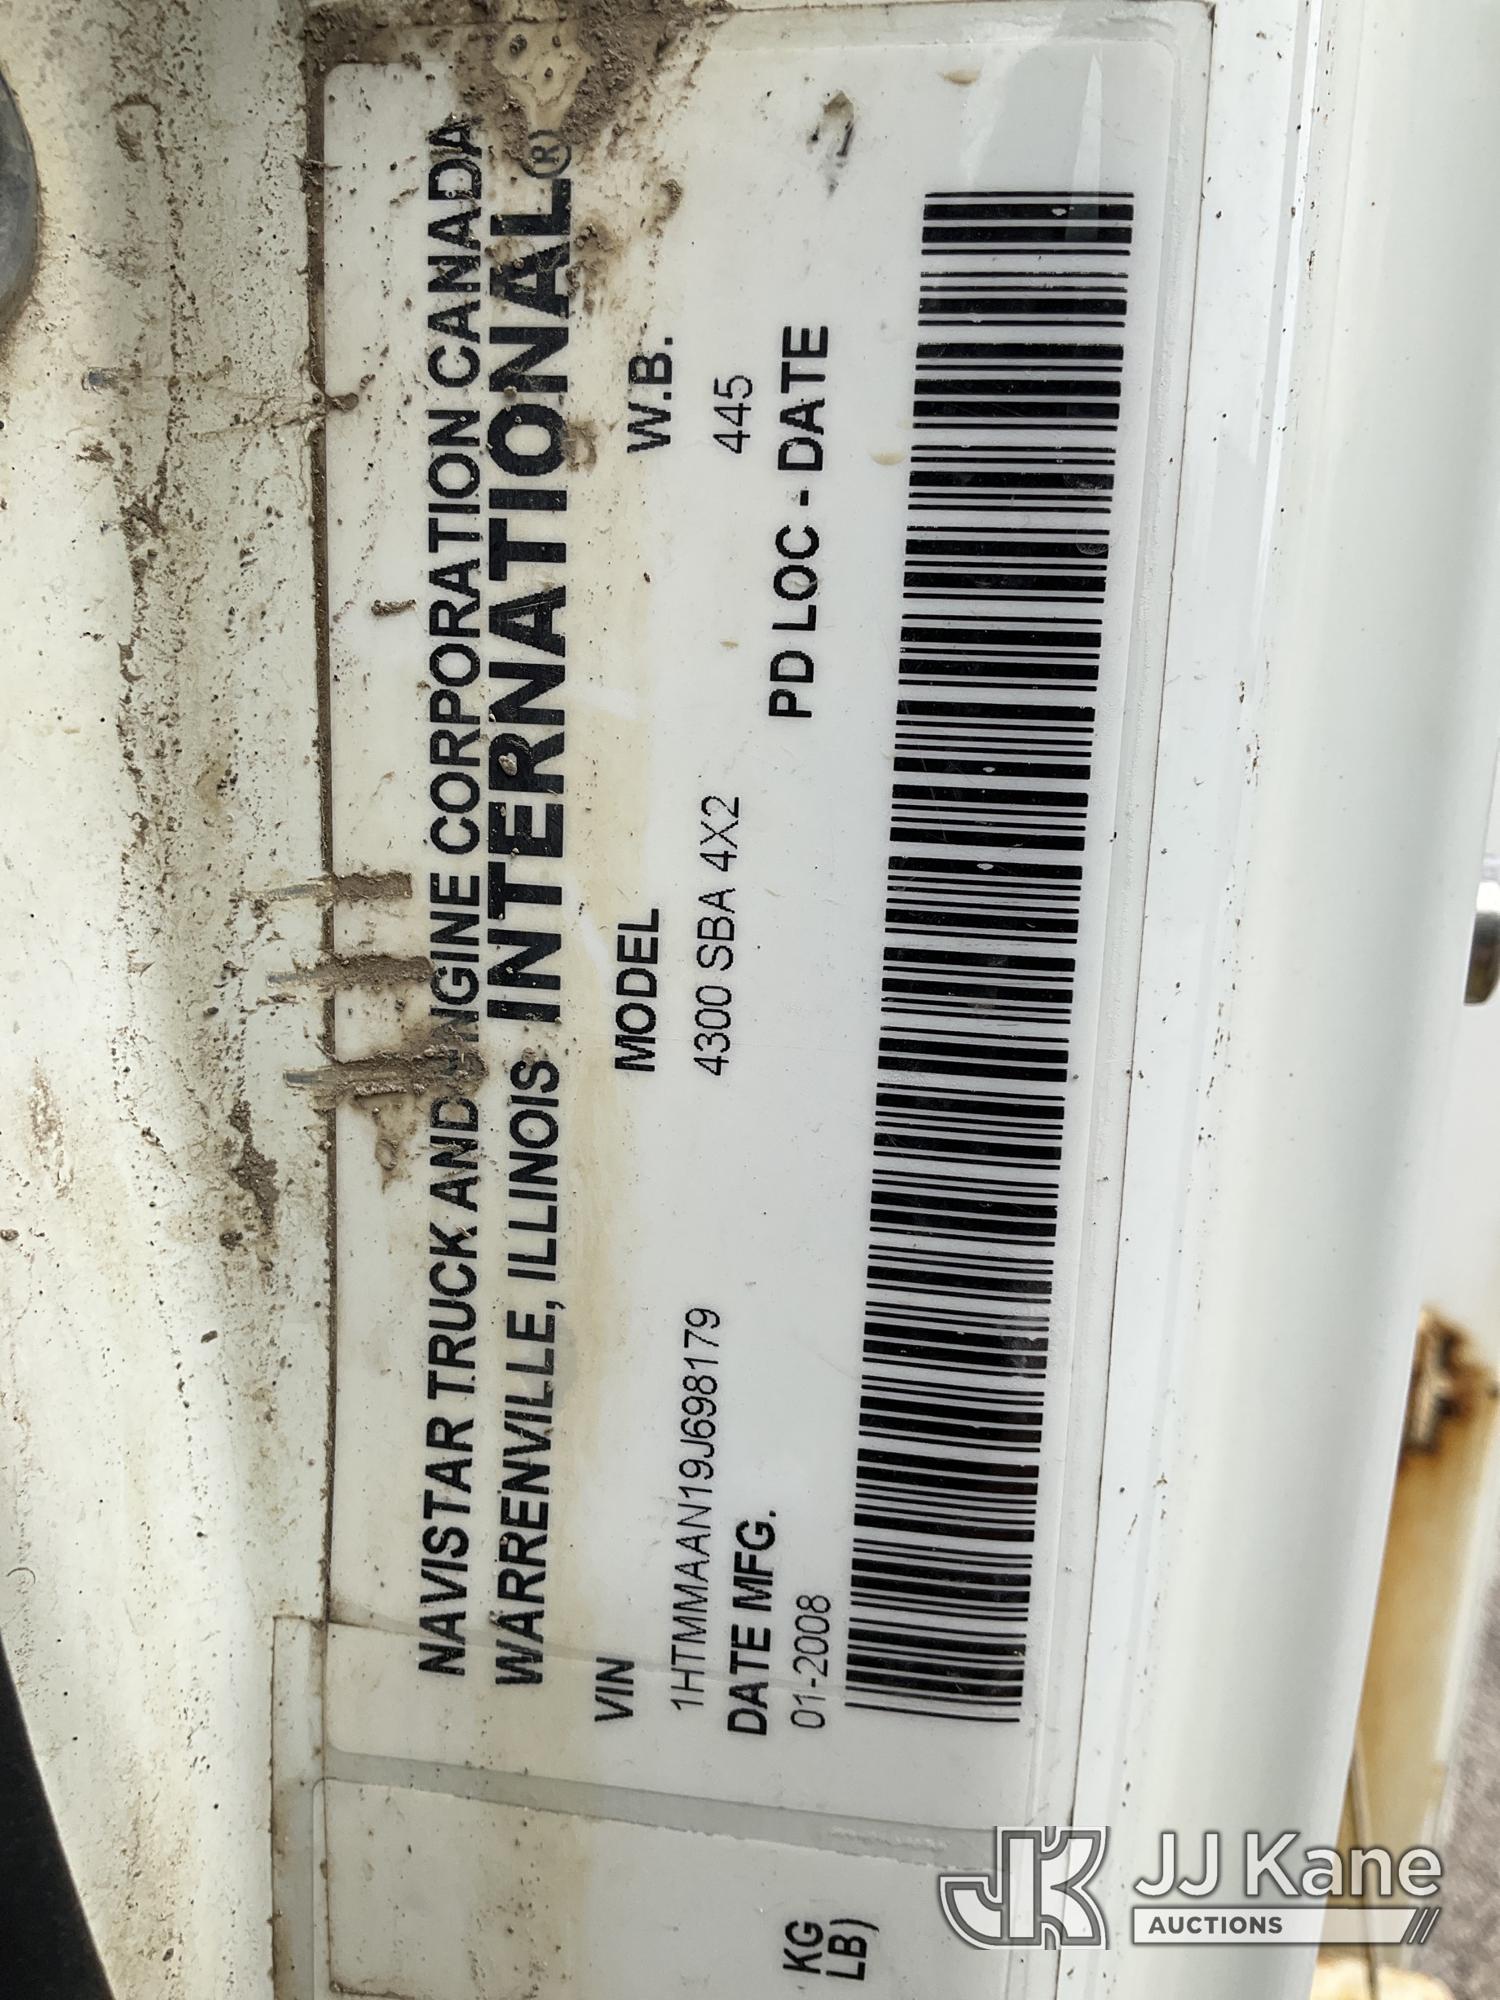 NAVISTAR TRUCK AND ENGINE CORPORATION CANADA
WARRENVILLE, ILLINOIS INTERNATIONAL®
VIN MODEL W.B.
1HTMMAAN19J698179 4300 SBA 4X2 445
DATE MFG. PD LOC - DATE
01-2008
KG
LB)
JJ Kane
AUCTIONS